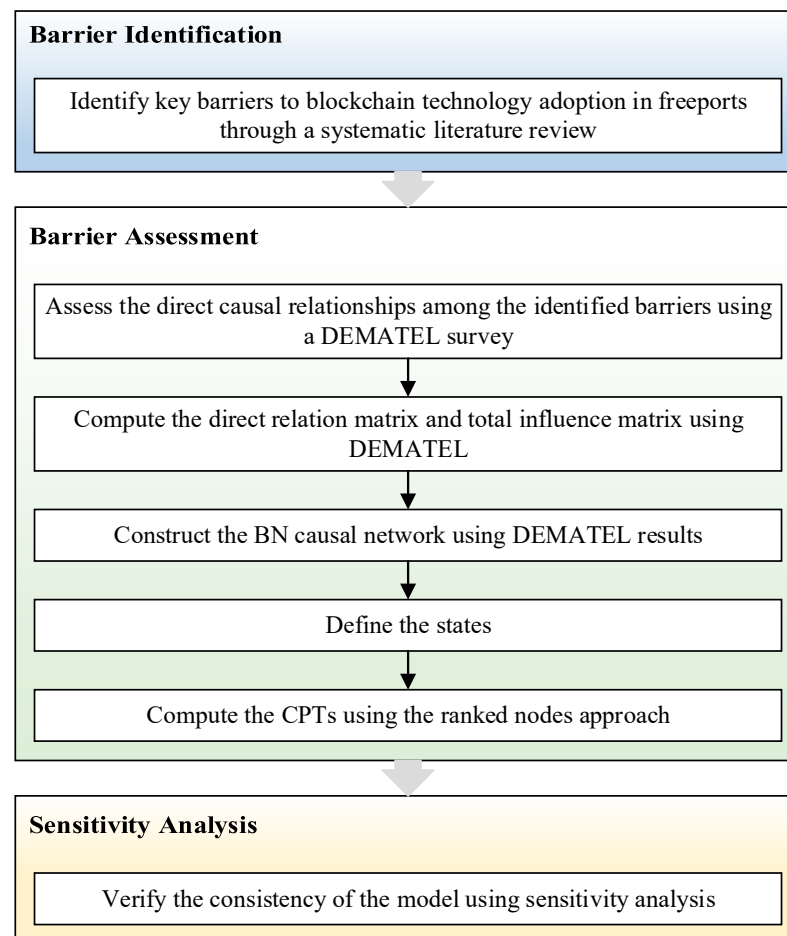 Barrier Identification
Identify key barriers to blockchain technology adoption in freeports
through a systematic literature review
Barrier Assessment
Assess the direct causal relationships among the identified barriers using
a DEMATEL survey
Compute the direct relation matrix and total influence matrix using
DEMATEL
Construct the BN causal network using DEMATEL results
Define the states
Compute the CPTs using the ranked nodes approach
Sensitivity Analysis
Verify the consistency of the model using sensitivity analysis